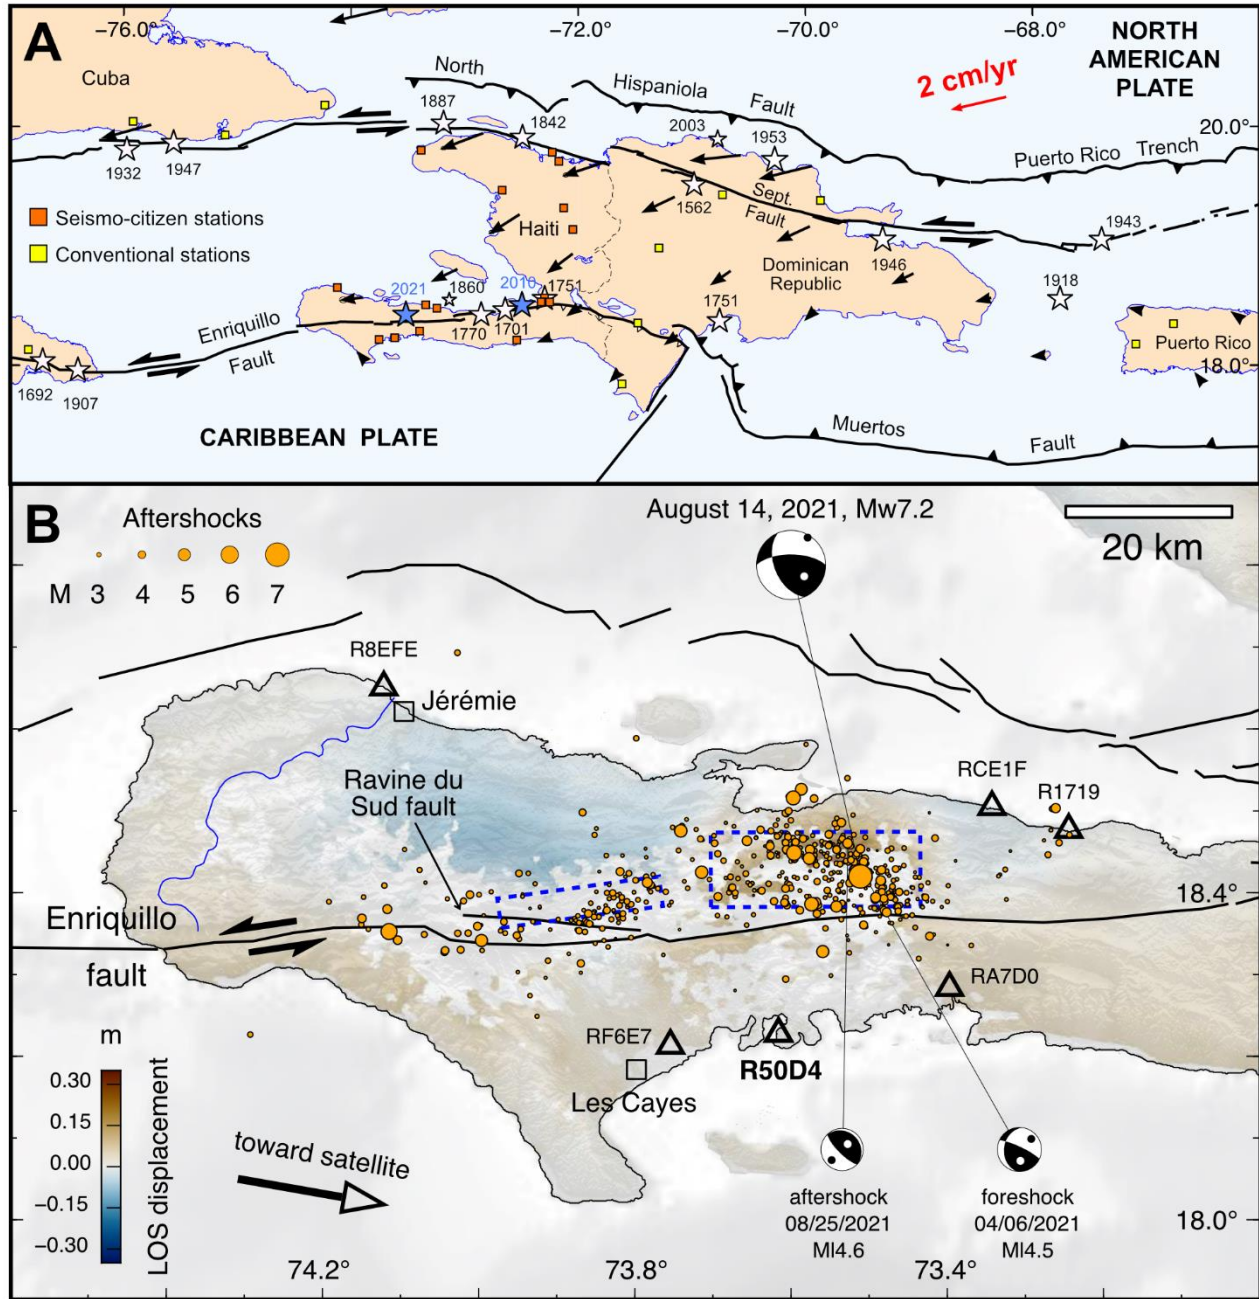 A
−76.0°
−72.0°
−70.0°
−68.0°
NORTH
AMERICAN
PLATE
Cuba
North
Hispaniola
Fault
2 cm/yr
1887
1842
2003
1953
20.0°
Puerto Rico Trench
1932
1947
1562
Sept.
Fault
Seismo-citizen stations
Conventional stations
Haiti
1943
1946
Dominican
Republic
1918
2021
1860
2010
1751
1770
1701
1751
Enriquillo
Fault
Puerto Rico
18.0°
1692
1907
CARIBBEAN PLATE
Muertos
Fault
B
Aftershocks
M 3 4 5 6 7
August 14, 2021, Mw7.2
20 km
R8EFE
Jérémie
Ravine du
Sud fault
RCE1F
R1719
18.4°
Enriquillo
fault
RA7D0
RF6E7
R50D4
Les Cayes
m
0.30
0.15
0.00
−0.15
−0.30
LOS displacement
toward satellite
aftershock
08/25/2021
Ml4.6
foreshock
04/06/2021
Ml4.5
18.0°
74.2°
73.8°
73.4°